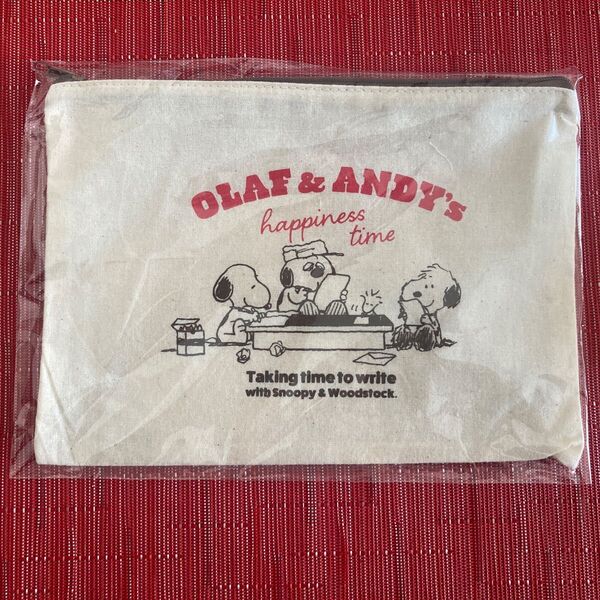 OLAF & ANDY's
happiness
time
Taking time to write
with Snoopy & Woodstock.